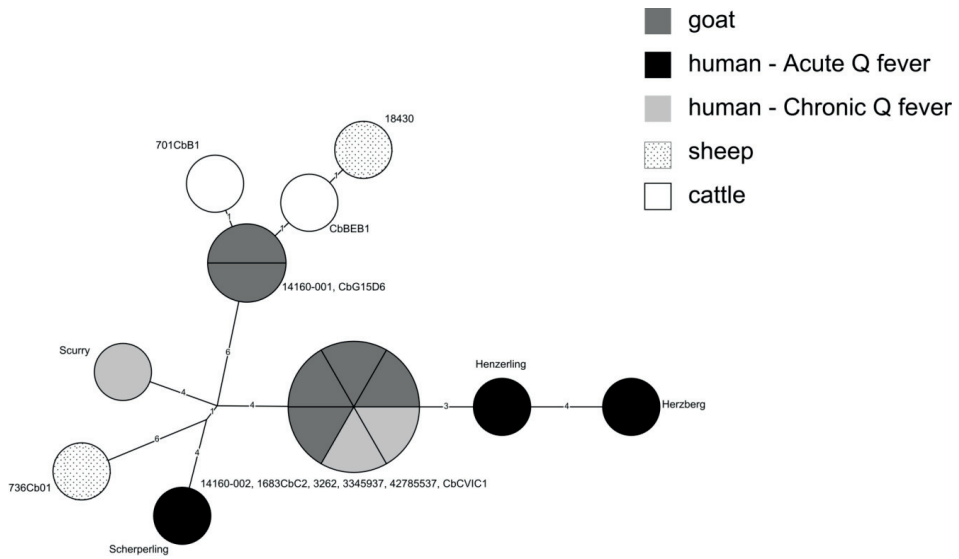 goat
human - Acute Q fever
human - Chronic Q fever
sheep
cattle
18430
701CbB1
1
1
1
CbBEB1
14160-001, CbG15D6
6
Scurry
4
1
4
Henzerling
3
4
Herzberg
6
4
736Cb01
14160-002, 1683CbC2, 3262, 3345937, 42785537, CbCVIC1
Scherperling